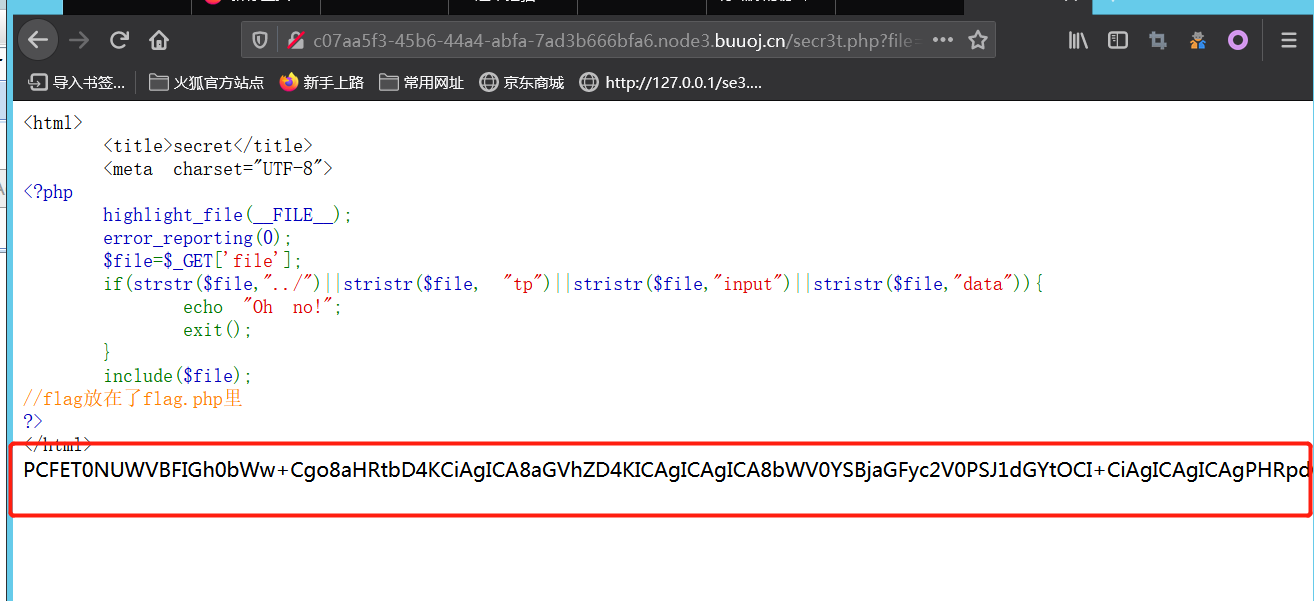 c07aa5f3-45b6-44a4-abfa-7ad3b666bfa6.node3.buuoj.cn/secr3t.php?file=
导入书签... 火狐官方站点 新手上路 常用网址 京东商城 http://127.0.0.1/se3....
<html>
<title>secret</title>
<meta charset="UTF-8">
<?php
highlight_file(__FILE__);
error_reporting(0);
$file=$_GET['file'];
if(strstr($file,"../")||stristr($file, "tp")||stristr($file,"input")||stristr($file,"data")){
echo "Oh no!";
exit();
}
include($file);
//flag放在了flag.php里
?>
</html>
PCFET0NUWVBFIGh0bWw+Cgo8aHRtbD4KCiAgICA8aGVhZD4KICAgICAgICA8bWV0YSBjaGFyc2V0PSJ1dGYtOCI+CiAgICAgICAgPHRpd